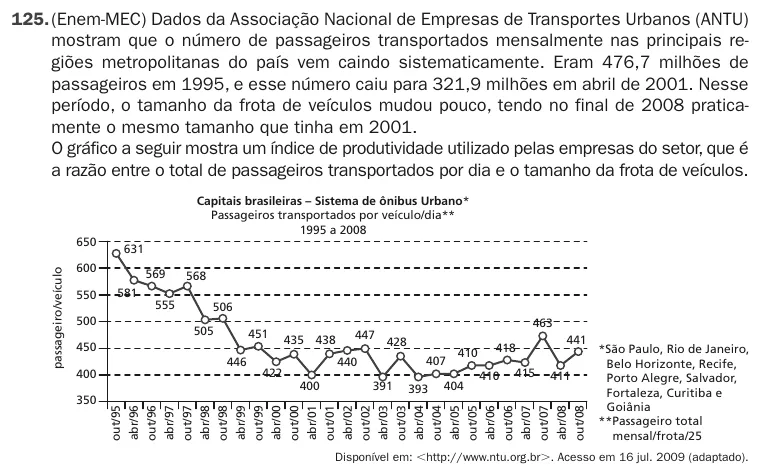 125. (Enem-MEC) Dados da Associação Nacional de Empresas de Transportes Urbanos (ANTU)
mostram que o número de passageiros transportados mensalmente nas principais re-
giões metropolitanas do país vem caindo sistematicamente. Eram 476,7 milhões de
passageiros em 1995, e esse número caiu para 321,9 milhões em abril de 2001. Nesse
período, o tamanho da frota de veículos mudou pouco, tendo no final de 2008 pratica-
mente o mesmo tamanho que tinha em 2001.
O gráfico a seguir mostra um índice de produtividade utilizado pelas empresas do setor, que é
a razão entre o total de passageiros transportados por dia e o tamanho da frota de veículos.
Capitais brasileiras – Sistema de ônibus Urbano*
Passageiros transportados por veículo/dia**
1995 a 2008
passageiro/veículo
650
600
550
500
450
400
350
631
581
569
555
568
505
506
446
451
422
435
400
438
440
447
391
428
393
407
404
410
410
418
415
463
411
441
out/95
abr/96
out/96
abr/97
out/97
abr/98
out/98
abr/99
out/99
abr/00
out/00
abr/01
out/01
abr/02
out/02
abr/03
out/03
abr/04
out/04
abr/05
out/05
abr/06
out/06
abr/07
out/07
abr/08
out/08
*São Paulo, Rio de Janeiro,
Belo Horizonte, Recife,
Porto Alegre, Salvador,
Fortaleza, Curitiba e
Goiânia
**Passageiro total
mensal/frota/25
Disponível em: <http://www.ntu.org.br>. Acesso em 16 jul. 2009 (adaptado).